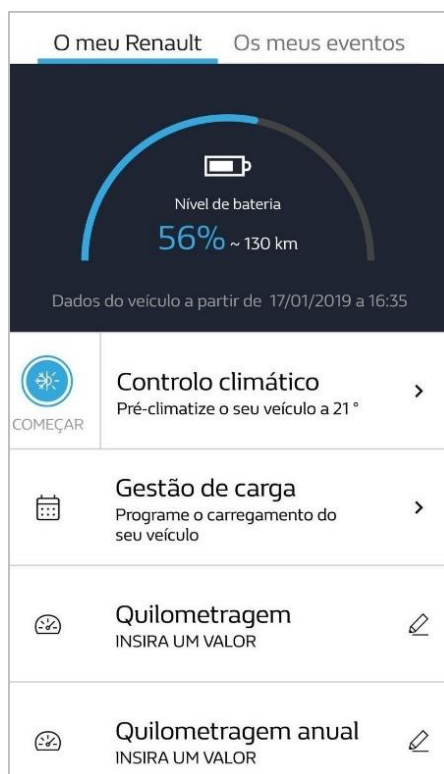 O meu Renault Os meus eventos
Nível de bateria
56% ~ 130 km
Dados do veículo a partir de 17/01/2019 a 16:35
COMEÇAR
Controlo climático
Pré-climatize o seu veículo a 21 °
Gestão de carga
Programe o carregamento do
seu veículo
Quilometragem
INSIRA UM VALOR
Quilometragem anual
INSIRA UM VALOR